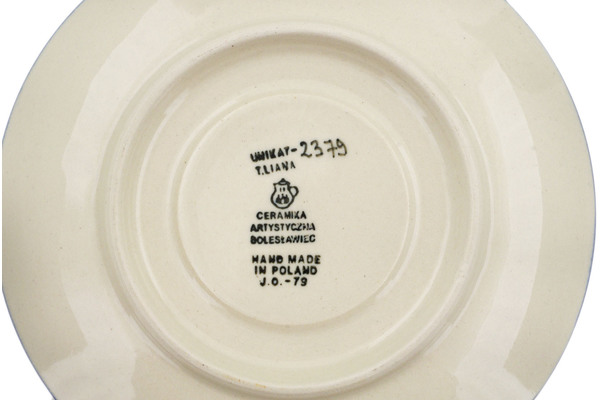 UNIKAT-2379
T.LIANA
CERAMIKA
ARTYSTYCZNA
BOLESŁAWIEC
HAND MADE
IN POLAND
J.O.-79